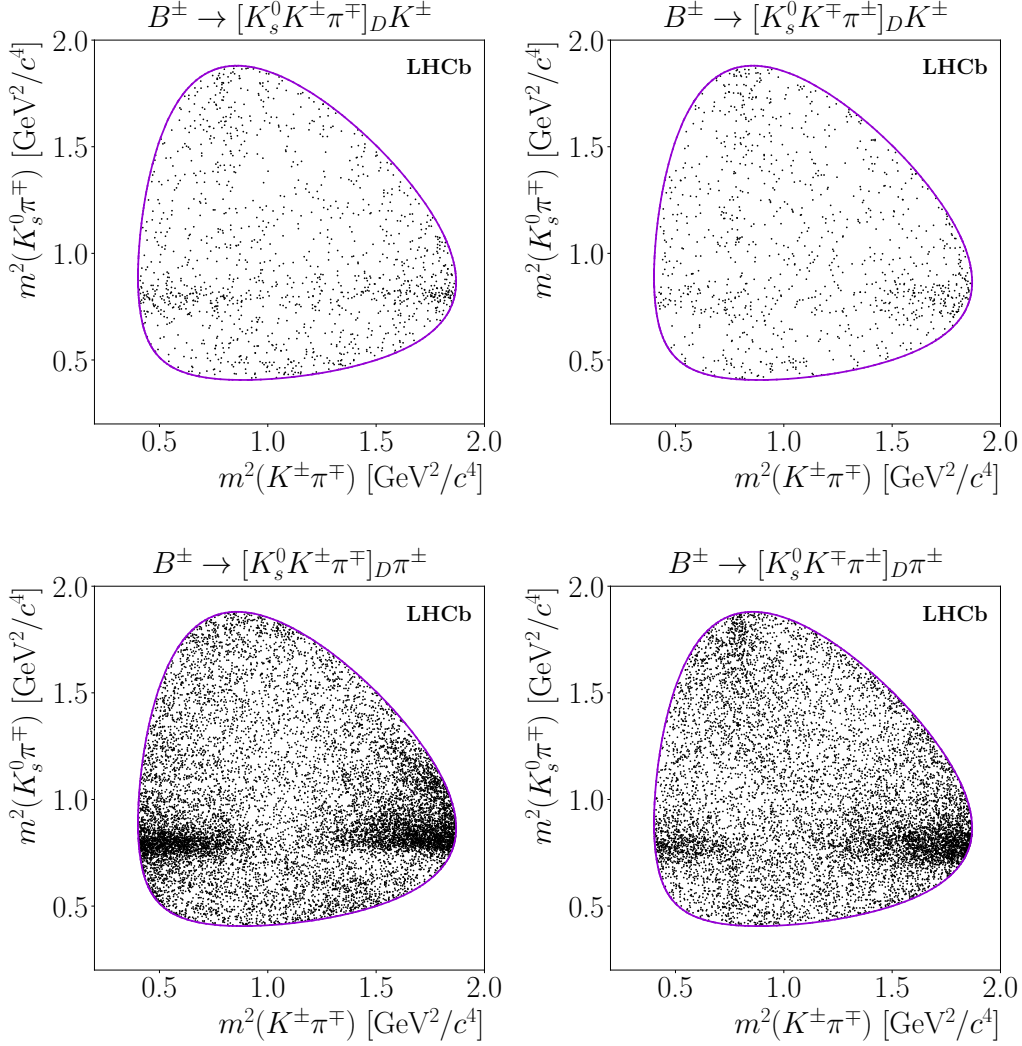 B± → [K_s^0 K± π∓]_D K±
B± → [K_s^0 K∓ π±]_D K±
LHCb
LHCb
2.0
1.5
1.0
0.5
m²(K_s^0 π∓) [GeV²/c⁴]
0.5 1.0 1.5 2.0
m²(K± π∓) [GeV²/c⁴]
2.0
1.5
1.0
0.5
m²(K_s^0 π∓) [GeV²/c⁴]
0.5 1.0 1.5 2.0
m²(K± π∓) [GeV²/c⁴]
B± → [K_s^0 K± π∓]_D π±
B± → [K_s^0 K∓ π±]_D π±
LHCb
LHCb
2.0
1.5
1.0
0.5
m²(K_s^0 π∓) [GeV²/c⁴]
0.5 1.0 1.5 2.0
m²(K± π∓) [GeV²/c⁴]
2.0
1.5
1.0
0.5
m²(K_s^0 π∓) [GeV²/c⁴]
0.5 1.0 1.5 2.0
m²(K± π∓) [GeV²/c⁴]